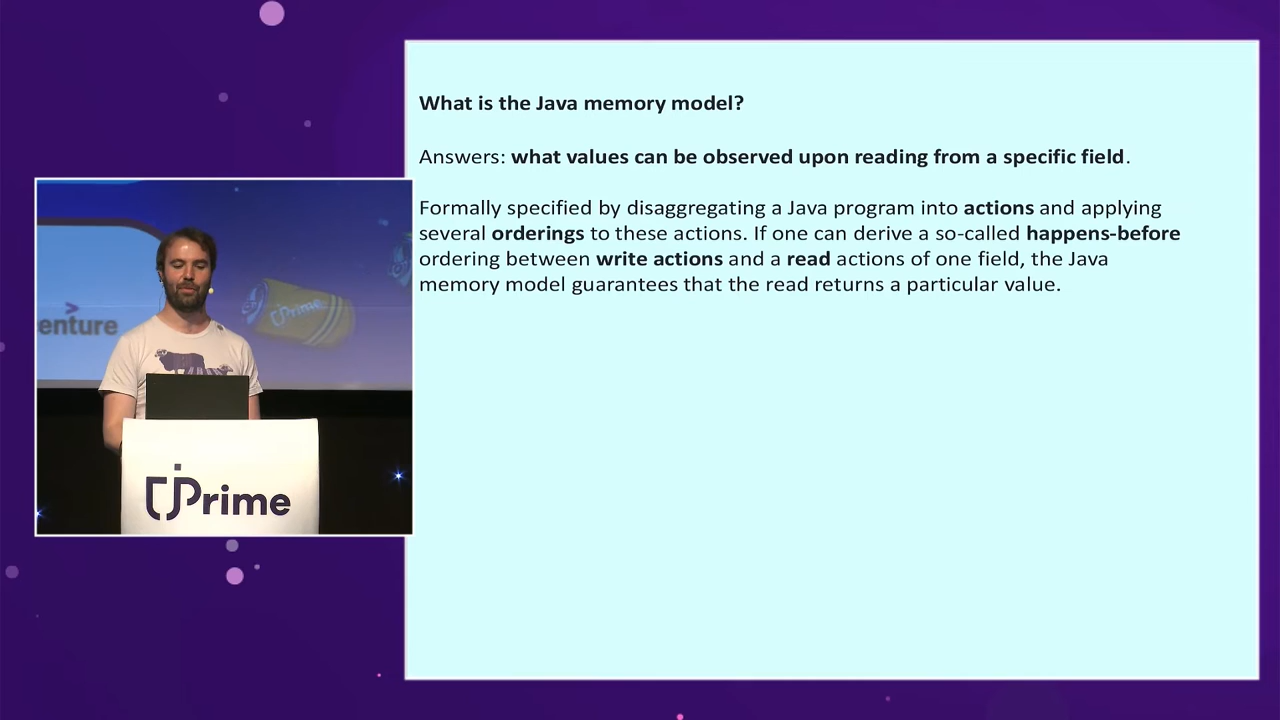 What is the Java memory model?
Answers: what values can be observed upon reading from a specific field.
Formally specified by disaggregating a Java program into actions and applying
several orderings to these actions. If one can derive a so-called happens-before
ordering between write actions and a read actions of one field, the Java
memory model guarantees that the read returns a particular value.
enture
jPrime
jPrime